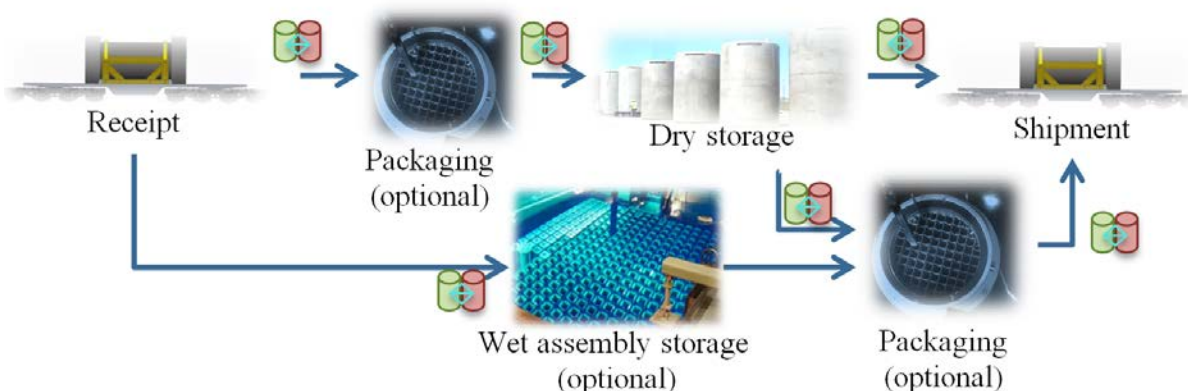 Receipt
Packaging
(optional)
Dry storage
Shipment
Wet assembly storage
(optional)
Packaging
(optional)